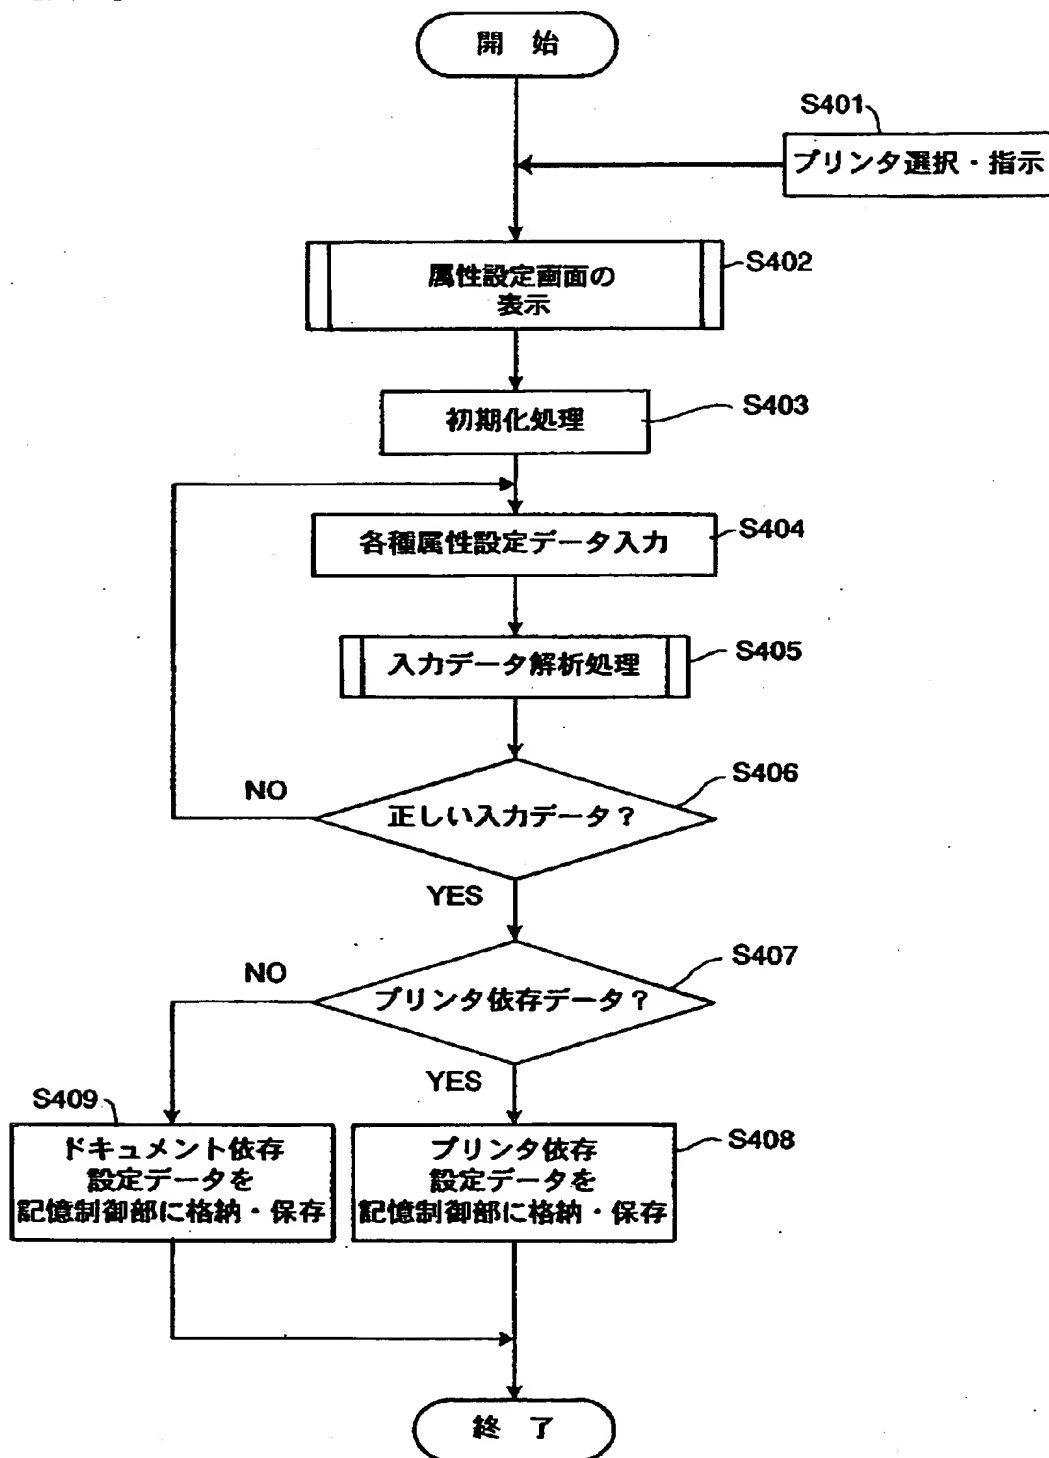 開 始
S401
プリンタ選択・指示
属性設定画面の
表示
S402
初期化処理
S403
各種属性設定データ入力
S404
入力データ解析処理
S405
正しい入力データ？
S406
NO
YES
プリンタ依存データ？
S407
NO
YES
S409
ドキュメント依存
設定データを
記憶制御部に格納・保存
プリンタ依存
設定データを
記憶制御部に格納・保存
S408
終 了